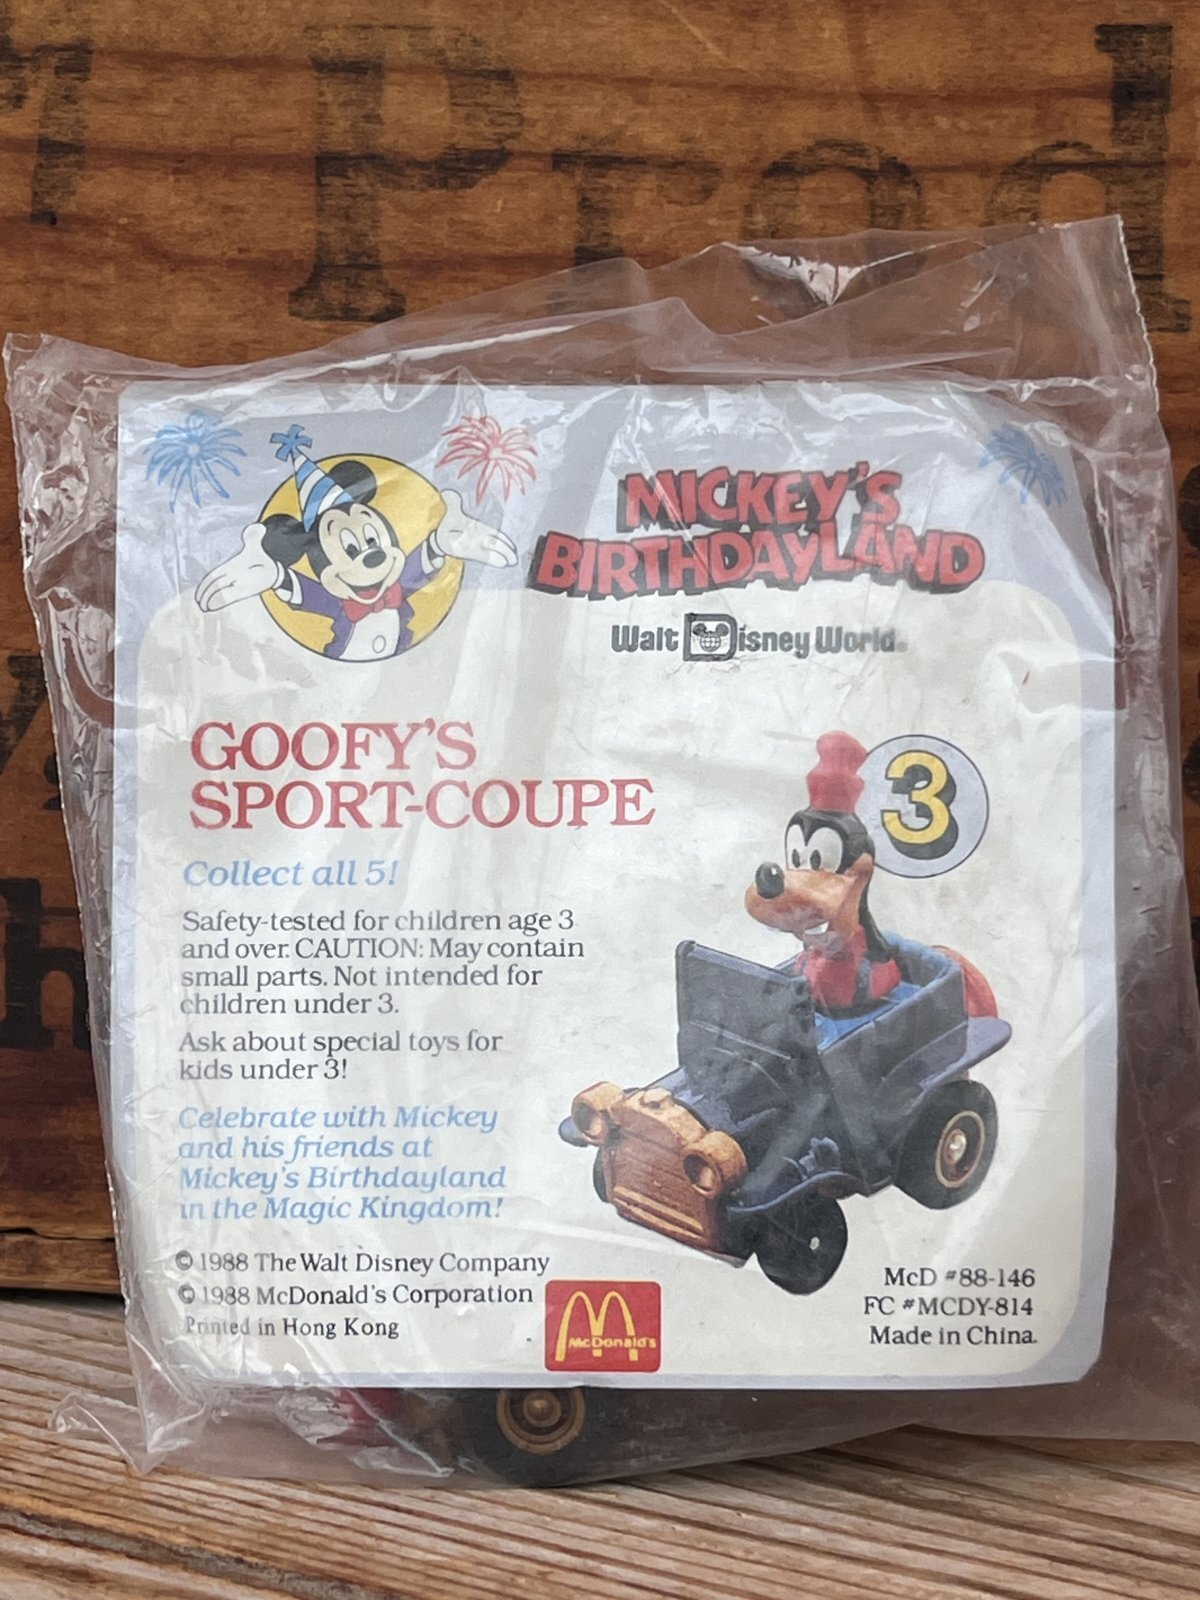 Prod
MICKEY'S
BIRTHDAYLAND
Walt Disney World®
GOOFY'S
SPORT-COUPE
3
Collect all 5!
Safety-tested for children age 3
and over. CAUTION: May contain
small parts. Not intended for
children under 3.
Ask about special toys for
kids under 3!
Celebrate with Mickey
and his friends at
Mickey's Birthdayland
in the Magic Kingdom!
© 1988 The Walt Disney Company
© 1988 McDonald's Corporation
Printed in Hong Kong
McDonald's
McD #88-146
FC #MCDY-814
Made in China.